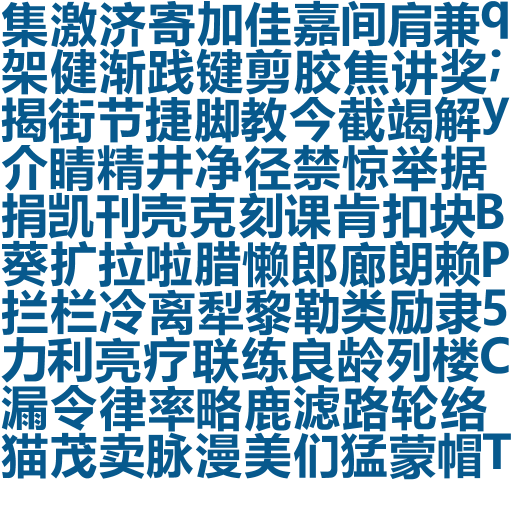 集激济寄加佳嘉间肩兼q
架健渐践键剪胶焦讲奖;
揭街节捷脚教今截竭解y
介睛精井净径禁惊举据
捐凯刊壳克刻课肯扣块B
葵扩拉啦腊懒郎廊朗赖P
拦栏冷离犁黎勒类励隶5
力利亮疗联练良龄列楼C
漏令律率略鹿滤路轮络
猫茂卖脉漫美们猛蒙帽T